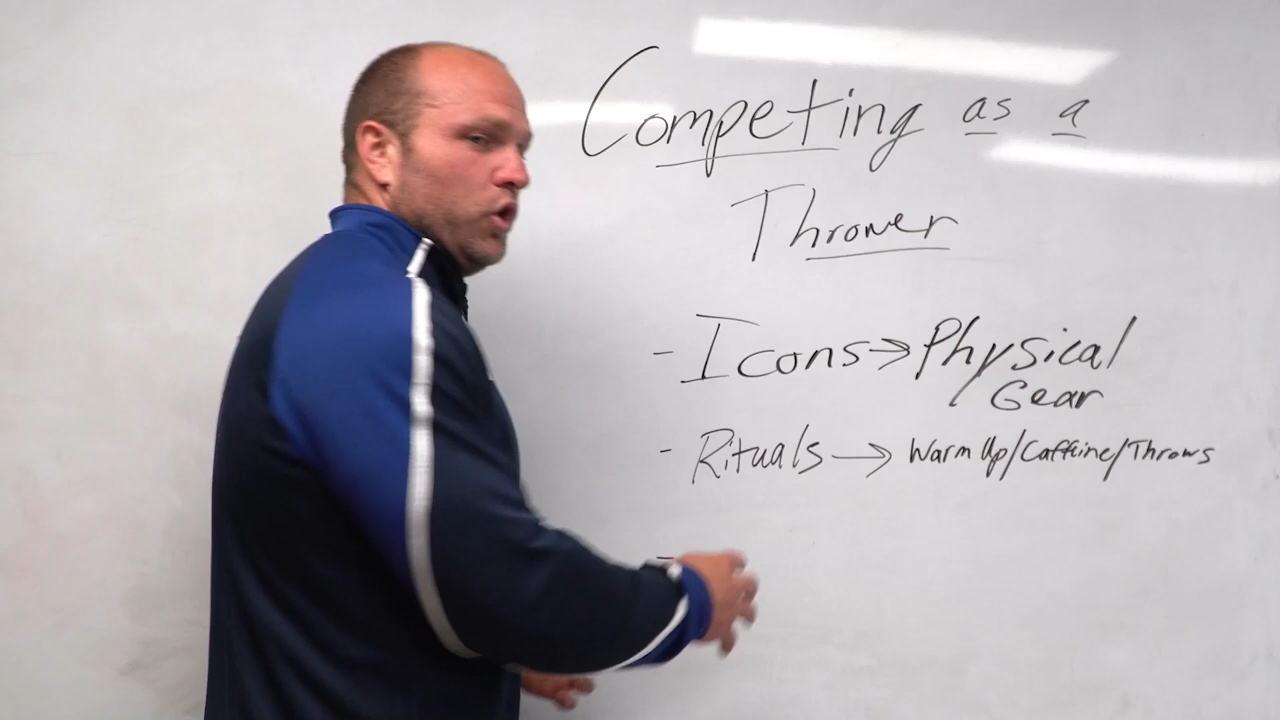 Competing as a
Thrower
- Icons → Physical
Gear
- Rituals → Warm Up/Caffeine/Throws
-